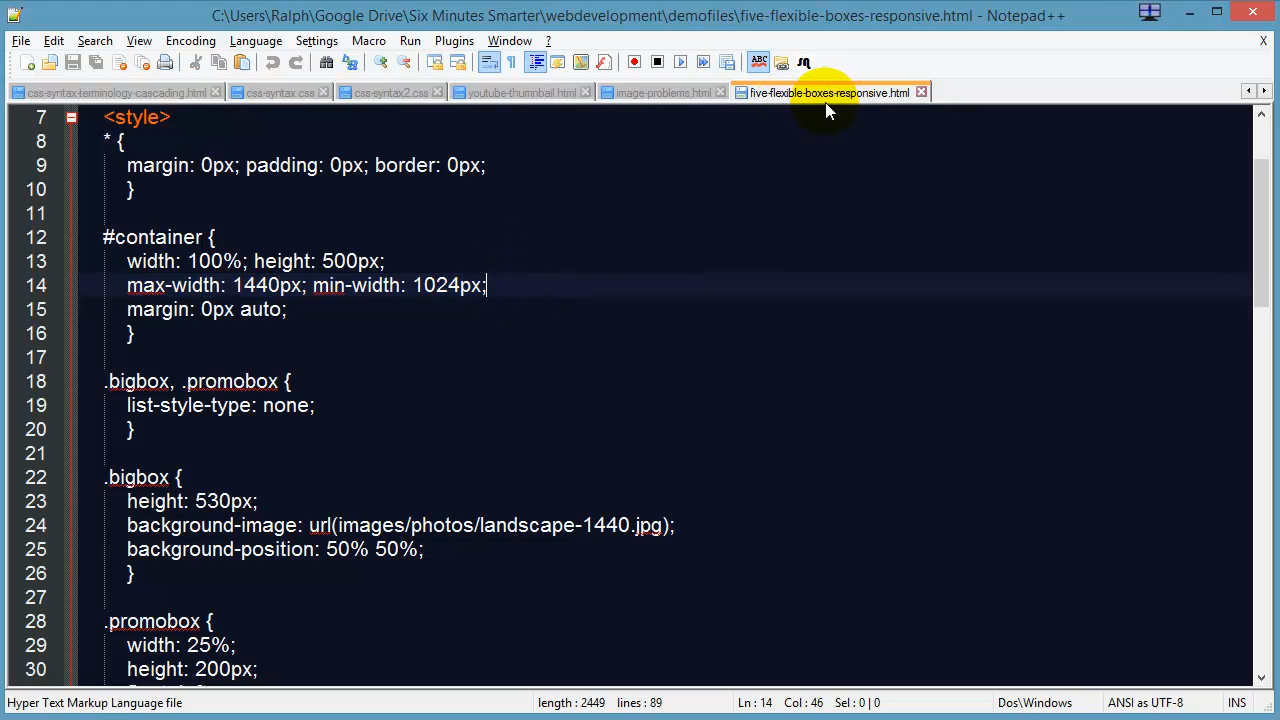 C:\Users\Ralph\Google Drive\Six Minutes Smarter\webdevelopment\demofiles\five-flexible-boxes-responsive.html - Notepad++
File Edit Search View Encoding Language Settings Macro Run Plugins Window ? X
css-syntax-terminology-cascading.html css-syntax.css css-syntax2.css youtube-thumbnail.html image-problems.html five-flexible-boxes-responsive.html
7 <style>
8 * {
9 margin: 0px; padding: 0px; border: 0px;
10 }
11
12 #container {
13 width: 100%; height: 500px;
14 max-width: 1440px; min-width: 1024px;
15 margin: 0px auto;
16 }
17
18 .bigbox, .promobox {
19 list-style-type: none;
20 }
21
22 .bigbox {
23 height: 530px;
24 background-image: url(images/photos/landscape-1440.jpg);
25 background-position: 50% 50%;
26 }
27
28 .promobox {
29 width: 25%;
30 height: 200px;
Hyper Text Markup Language file length : 2449 lines : 89 Ln : 14 Col : 46 Sel : 0 | 0 Dos\Windows ANSI as UTF-8 INS